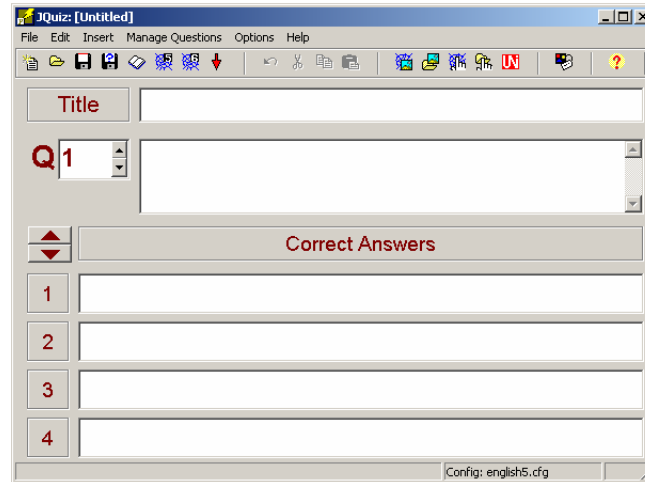 JQuiz: [Untitled]
File Edit Insert Manage Questions Options Help
UN ?
Title
Q 1
Correct Answers
1
2
3
4
Config: english5.cfg